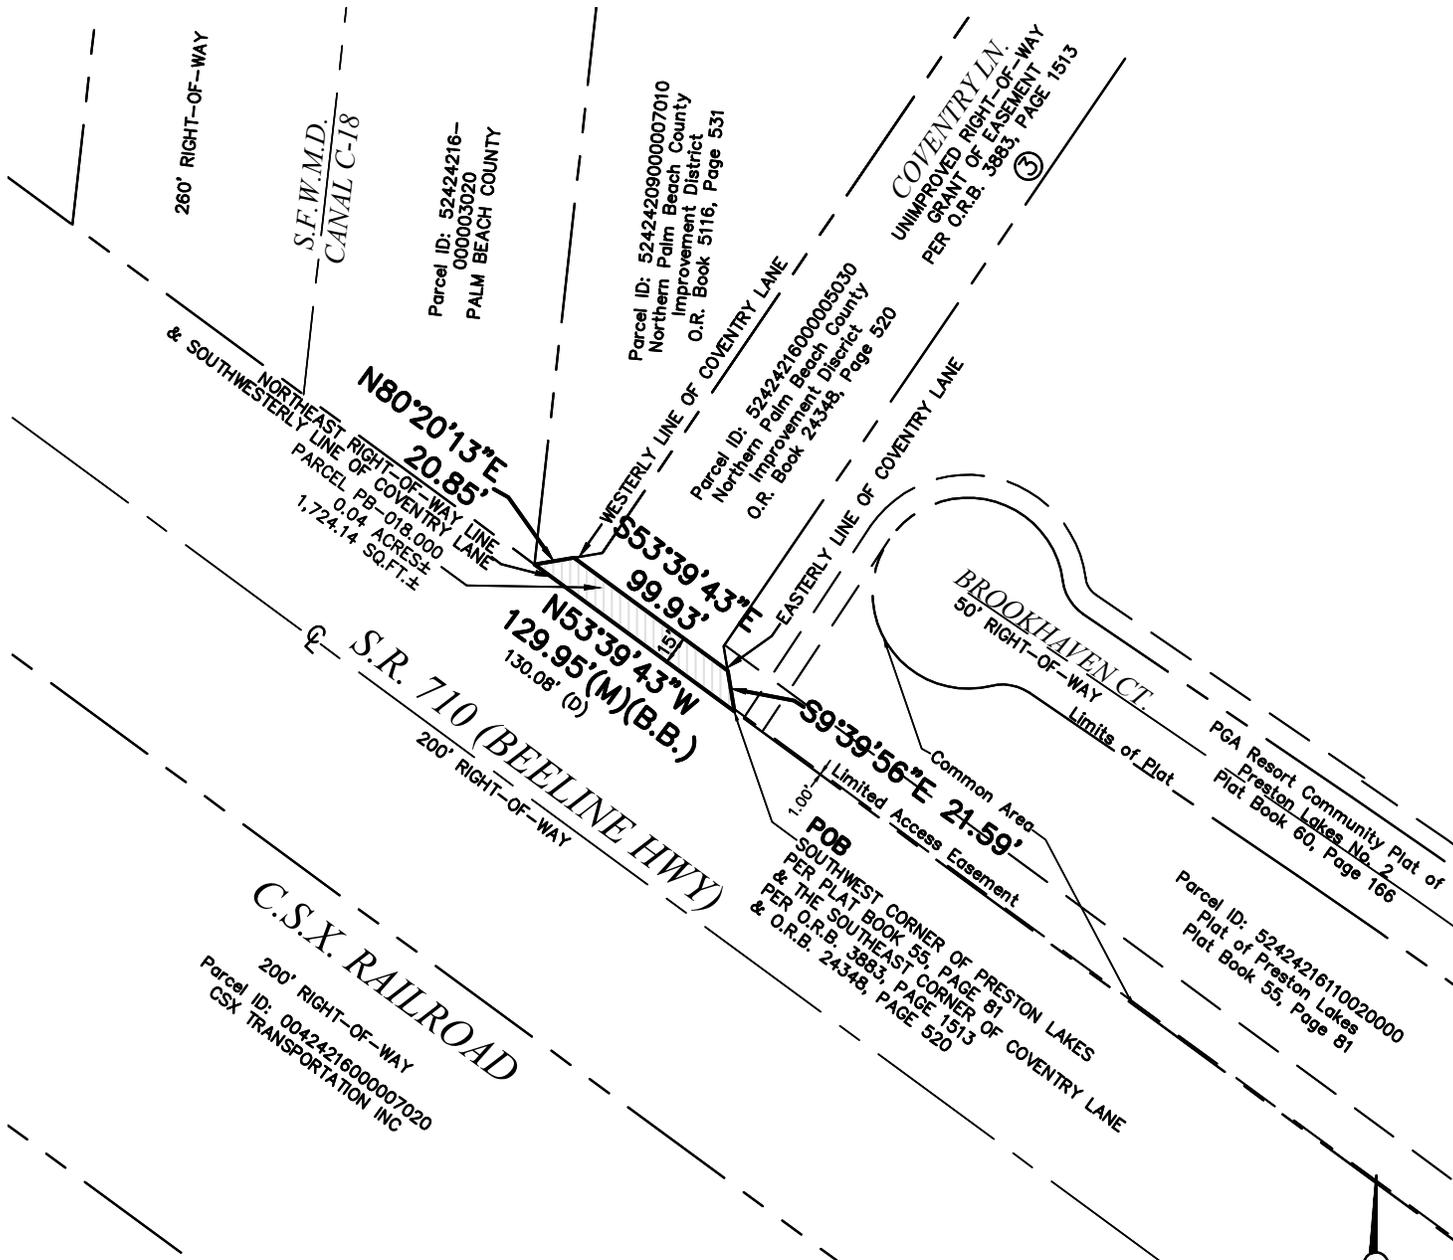 260' RIGHT-OF-WAY
S.F.W.M.D.
CANAL C-18
Parcel ID: 52424216-
000003020
PALM BEACH COUNTY
Parcel ID: 52424209000007010
Northern Palm Beach County
Improvement District
O.R. Book 5116, Page 531
COVENTRY LN.
UNIMPROVED RIGHT-OF-WAY
GRANT OF EASEMENT
PER O.R.B. 3883, PAGE 1513
3
WESTERLY LINE OF COVENTRY LANE
Parcel ID: 52424216000005030
Northern Palm Beach County
Improvement Discrict
O.R. Book 24348, Page 520
EASTERLY LINE OF COVENTRY LANE
NORTHEAST RIGHT-OF-WAY LINE
& SOUTHWESTERLY LINE OF COVENTRY LANE
PARCEL PB-018.000
0.04 ACRES±
1,724.14 SQ.FT.±
N80°20'13"E
20.85'
S53°39'43"E
99.93'
15'
N53°39'43"W
129.95'(M)(B.B.)
130.08' (D)
S9°39'56"E 21.59'
BROOKHAVEN CT.
50' RIGHT-OF-WAY
Limits of Plat
PGA Resort Community Plat of
Preston Lakes No. 2
Plat Book 60, Page 166
Common Area
1.00'
Limited Access Easement
POB
SOUTHWEST CORNER OF PRESTON LAKES
PER PLAT BOOK 55, PAGE 81
& THE SOUTHEAST CORNER OF COVENTRY LANE
PER O.R.B. 3883, PAGE 1513
& O.R.B. 24348, PAGE 520
Parcel ID: 52424216110020000
Plat of Preston Lakes
Plat Book 55, Page 81
℄
S.R. 710 (BEELINE HWY)
200' RIGHT-OF-WAY
C.S.X. RAILROAD
200' RIGHT-OF-WAY
Parcel ID: 00424216000007020
CSX TRANSPORTATION INC